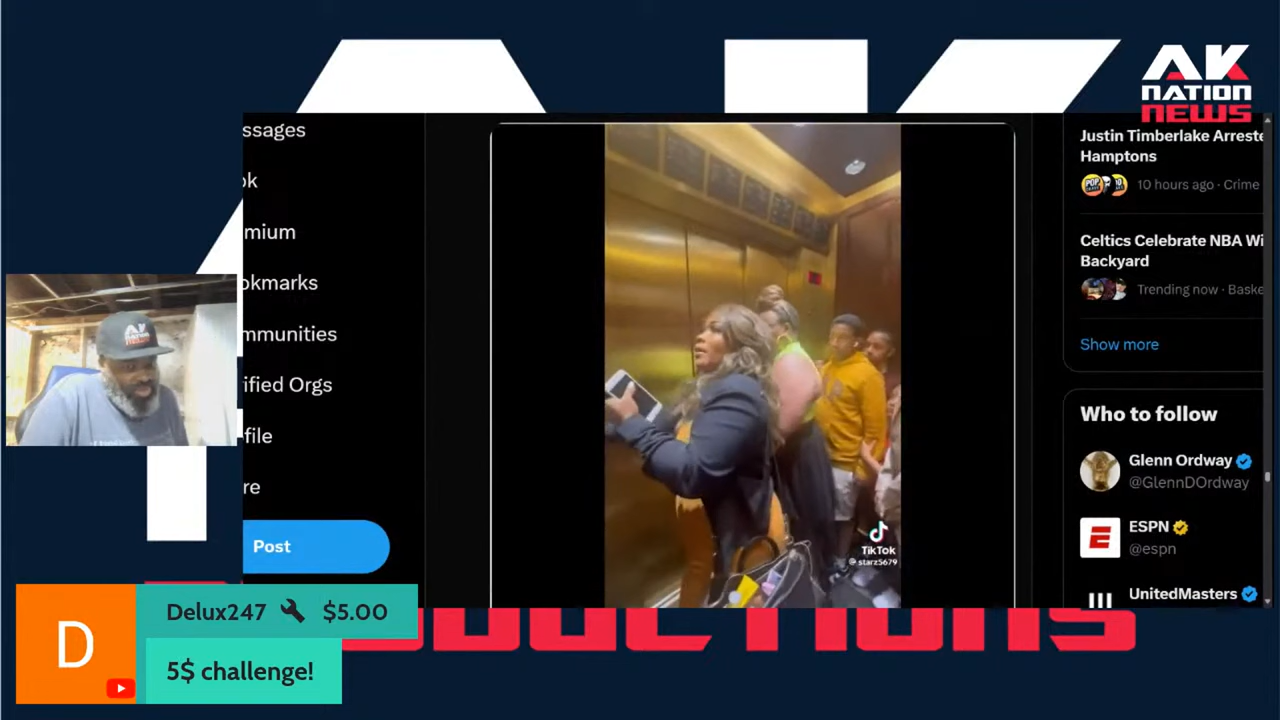 AK
NATION
NEWS
ssages
ok
mium
okmarks
mmunities
ified Orgs
file
re
Post
TikTok
@starz5679
Justin Timberlake Arreste
Hamptons
10 hours ago · Crime
Celtics Celebrate NBA Wi
Backyard
Trending now · Baske
Show more
Who to follow
Glenn Ordway
@GlennDOrdway
ESPN
@espn
UnitedMasters
D
Delux247 $5.00
5$ challenge!